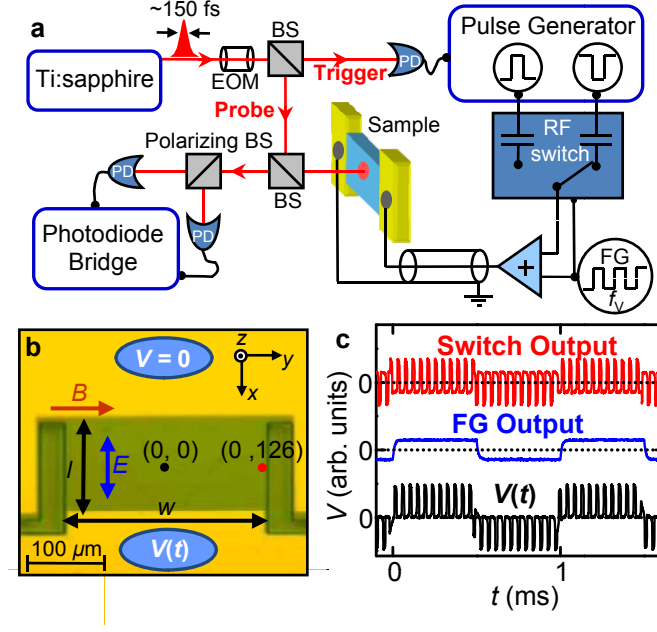 a
~150 fs
Ti:sapphire
EOM
BS
Trigger
PD
Pulse Generator
Probe
Sample
RF
switch
Polarizing BS
PD
BS
PD
Photodiode
Bridge
+
FG
fV
b
V = 0
z
y
x
B
l
E
(0, 0)
(0 ,126)
w
100 µm
V(t)
c
Switch Output
0
FG Output
0
V(t)
0
V (arb. units)
0
1
t (ms)